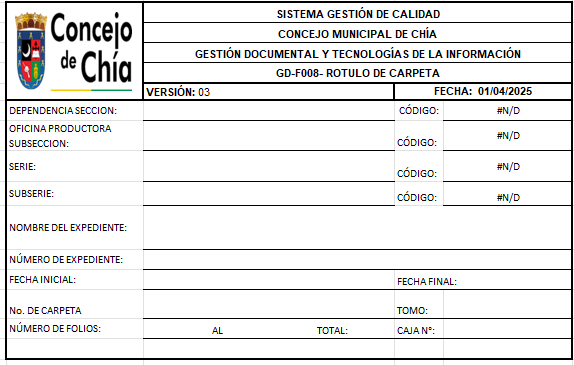 Concejo
de Chía
SISTEMA GESTIÓN DE CALIDAD
CONCEJO MUNICIPAL DE CHÍA
GESTIÓN DOCUMENTAL Y TECNOLOGÍAS DE LA INFORMACIÓN
GD-F008- ROTULO DE CARPETA
VERSIÓN: 03 FECHA: 01/04/2025
DEPENDENCIA SECCION: CÓDIGO: #N/D
OFICINA PRODUCTORA
SUBSECCION: CÓDIGO: #N/D
SERIE: CÓDIGO: #N/D
SUBSERIE: CÓDIGO: #N/D
NOMBRE DEL EXPEDIENTE:
NÚMERO DE EXPEDIENTE:
FECHA INICIAL: FECHA FINAL:
No. DE CARPETA TOMO:
NÚMERO DE FOLIOS: AL TOTAL: CAJA N°: